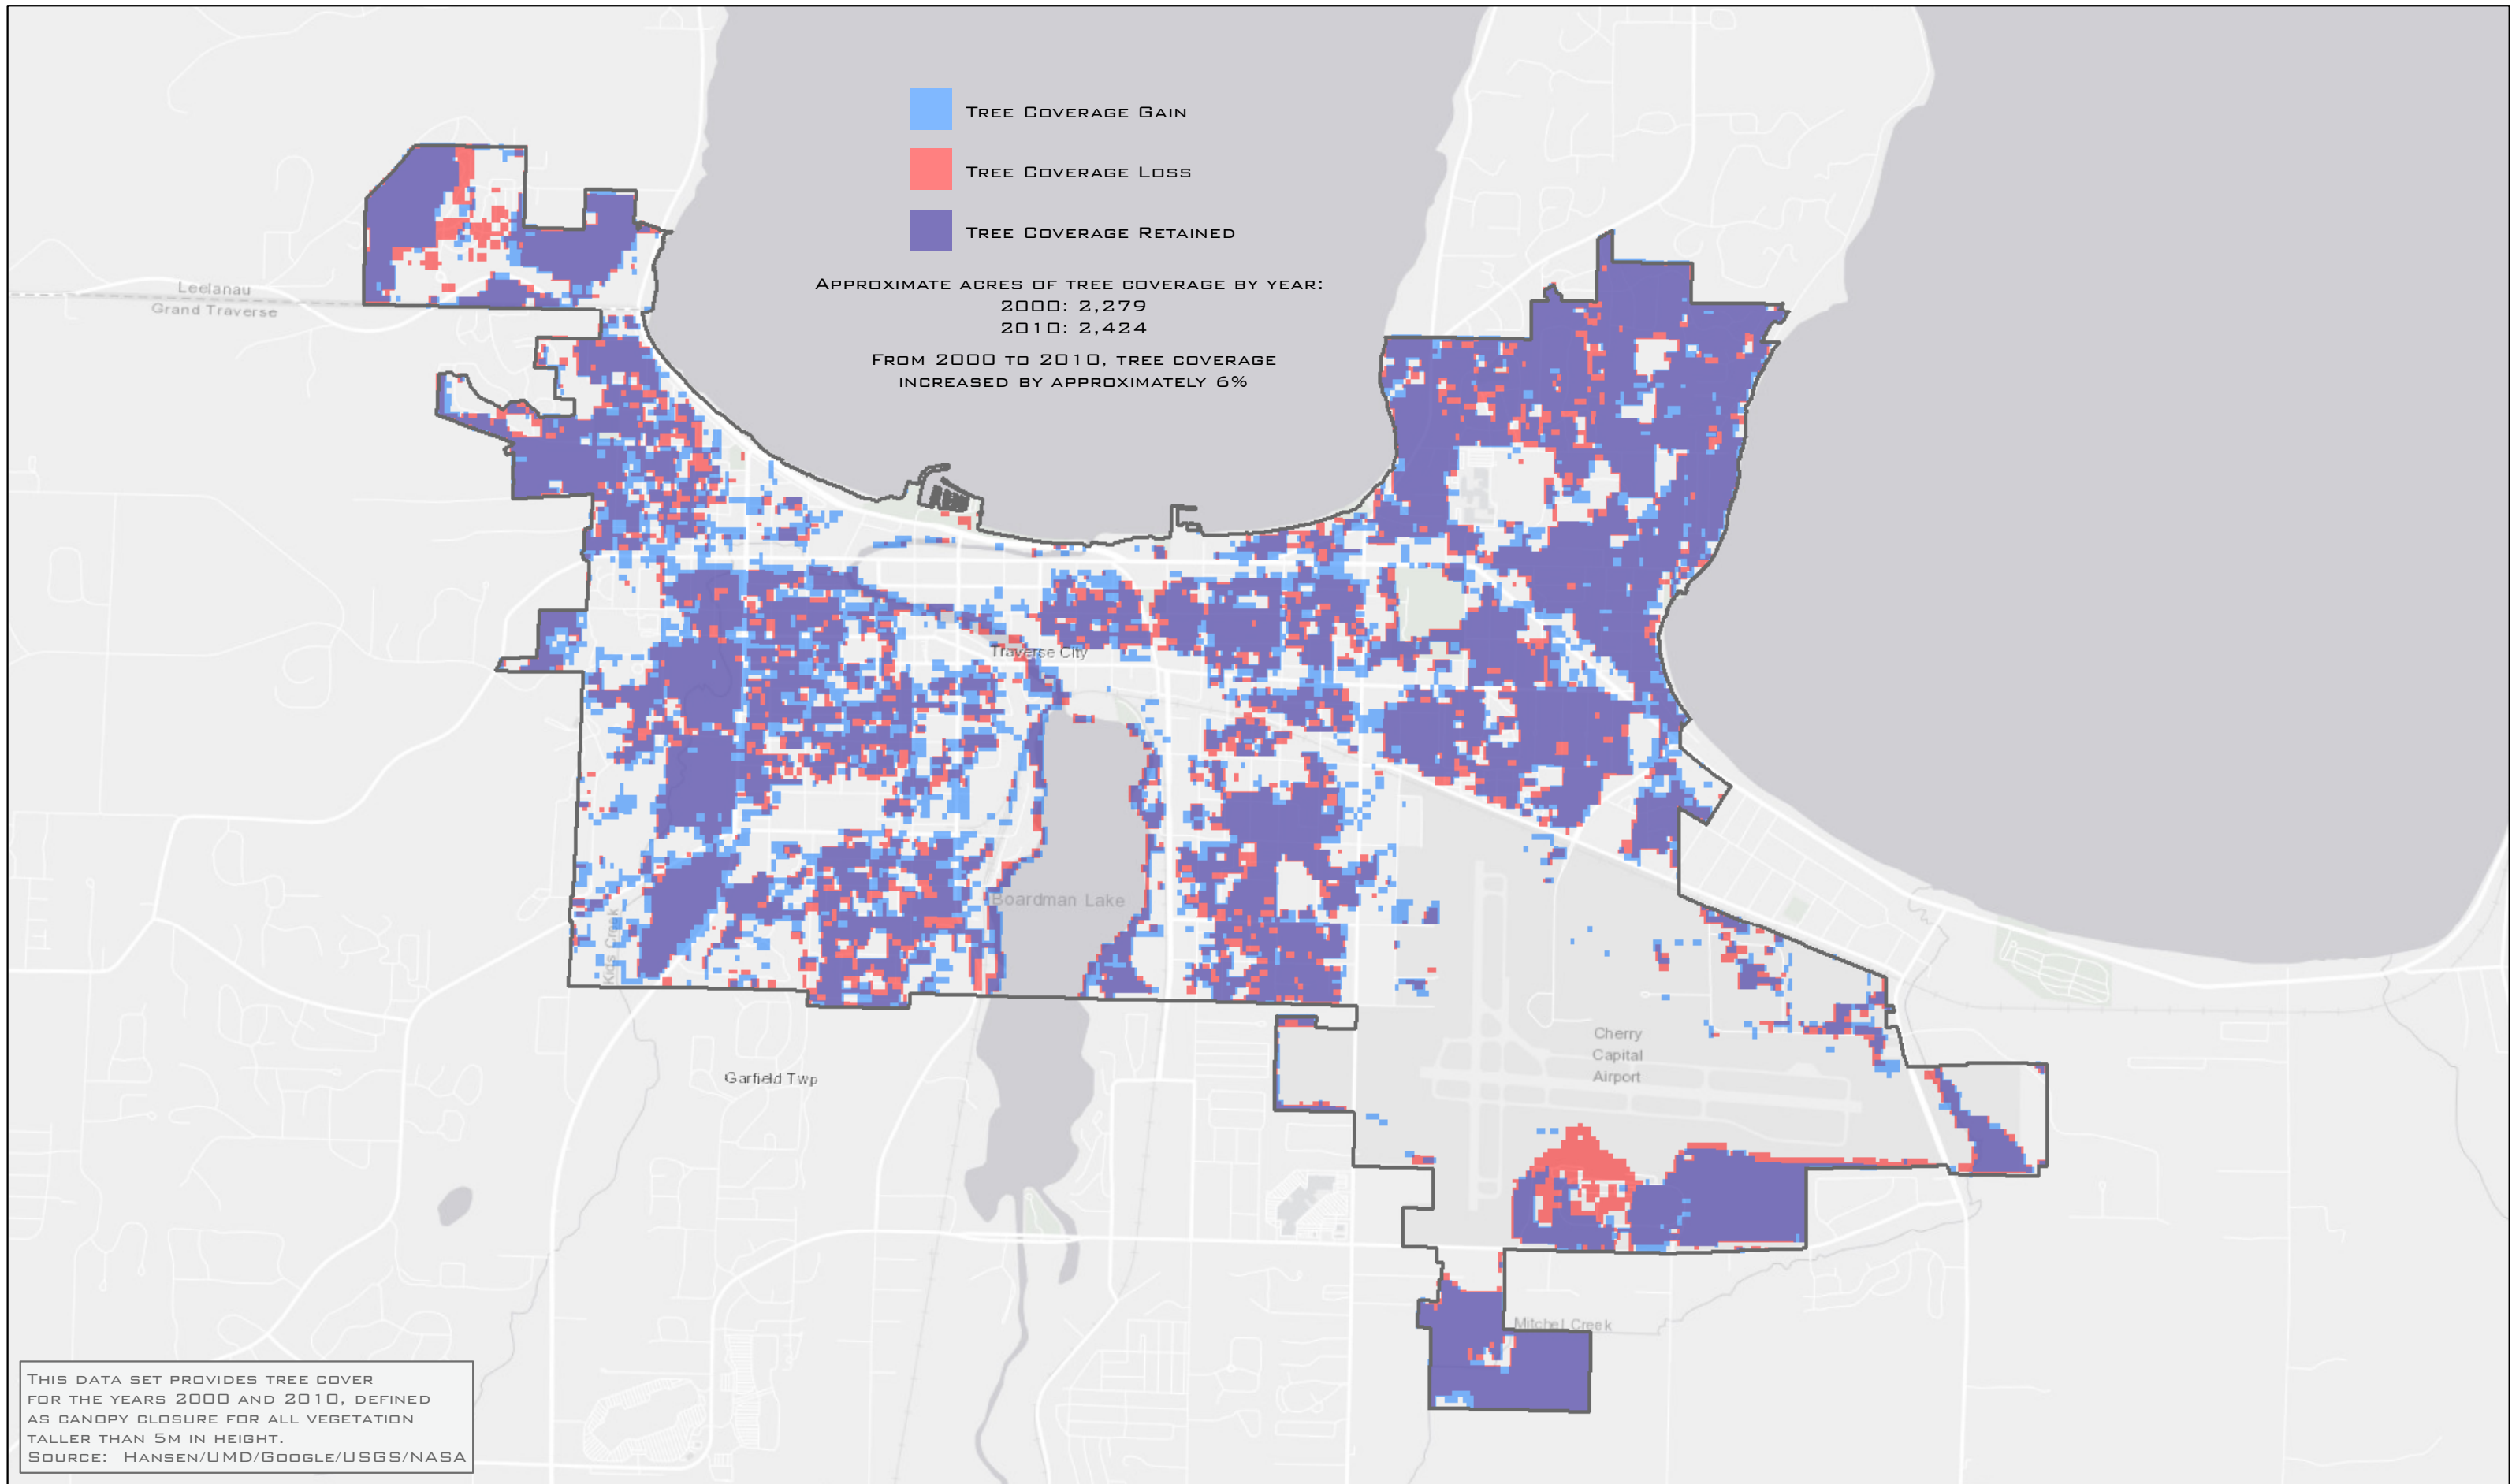 Tree Coverage Gain
Tree Coverage Loss
Tree Coverage Retained
Approximate acres of tree coverage by year:
2000: 2,279
2010: 2,424
From 2000 to 2010, tree coverage
increased by approximately 6%
Leelanau
Grand Traverse
Traverse City
Boardman Lake
Kids Creek
Cherry
Capital
Airport
Garfield Twp
Mitchel Creek
This data set provides tree cover
for the years 2000 and 2010, defined
as canopy closure for all vegetation
taller than 5m in height.
Source: Hansen/UMD/Google/USGS/NASA